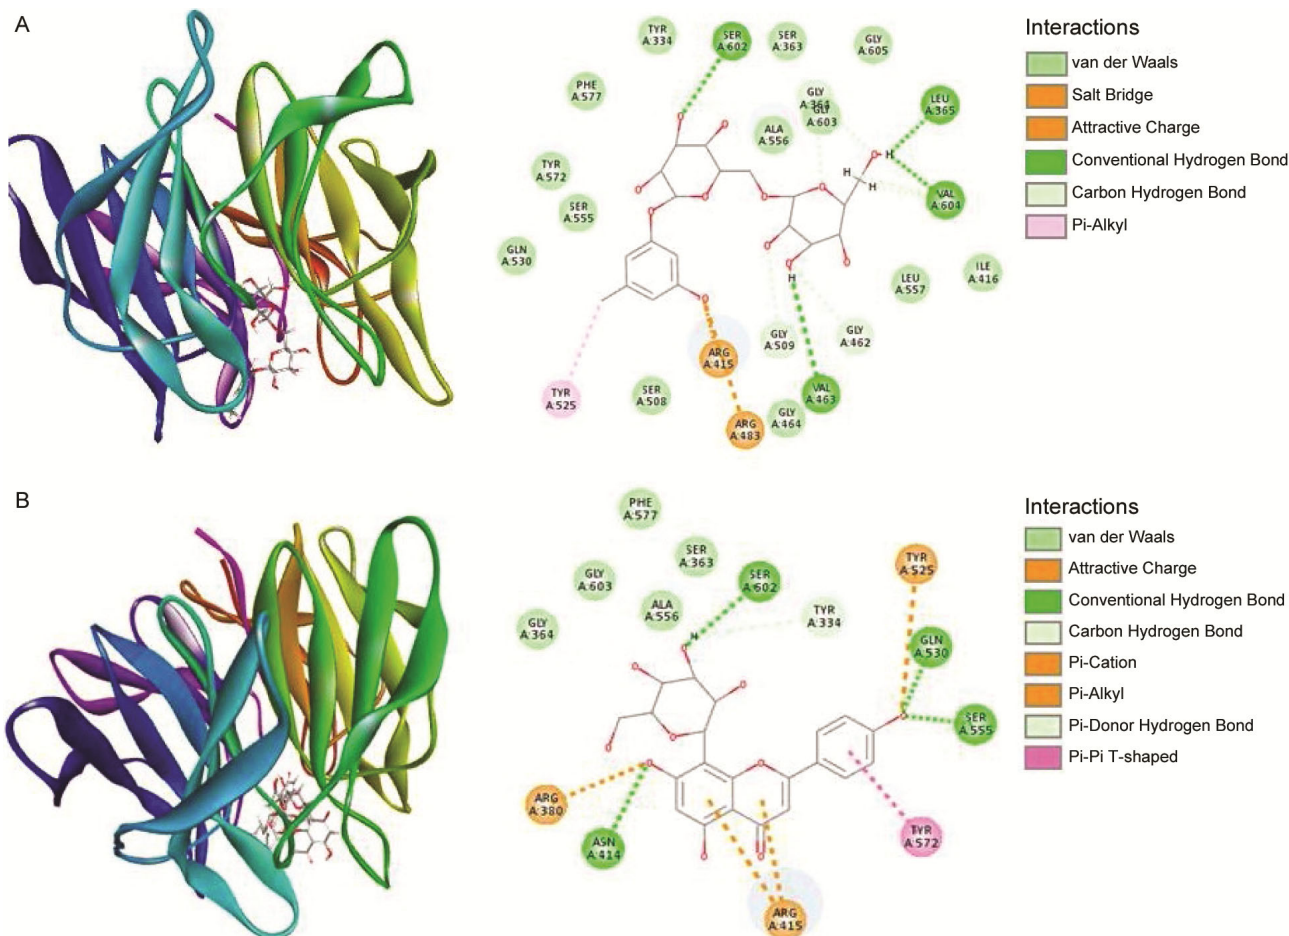 A
TYR
A:334
SER
A:602
SER
A:363
GLY
A:605
PHE
A:577
GLY
A:364
GLY
A:603
LEU
A:365
ALA
A:556
TYR
A:572
SER
A:555
VAL
A:604
GLN
A:530
LEU
A:557
ILE
A:416
GLY
A:509
GLY
A:462
ARG
A:415
TYR
A:525
SER
A:508
VAL
A:463
GLY
A:464
ARG
A:483
O
O
O
O
O
O
O
O
O
O
O
O
H
H
H
H
Interactions
van der Waals
Salt Bridge
Attractive Charge
Conventional Hydrogen Bond
Carbon Hydrogen Bond
Pi-Alkyl
B
PHE
A:577
SER
A:363
SER
A:602
TYR
A:525
GLY
A:603
ALA
A:556
TYR
A:334
GLY
A:364
GLN
A:530
SER
A:555
ARG
A:380
ASN
A:414
TYR
A:572
ARG
A:415
H
O
O
O
O
O
O
O
O
O
Interactions
van der Waals
Attractive Charge
Conventional Hydrogen Bond
Carbon Hydrogen Bond
Pi-Cation
Pi-Alkyl
Pi-Donor Hydrogen Bond
Pi-Pi T-shaped